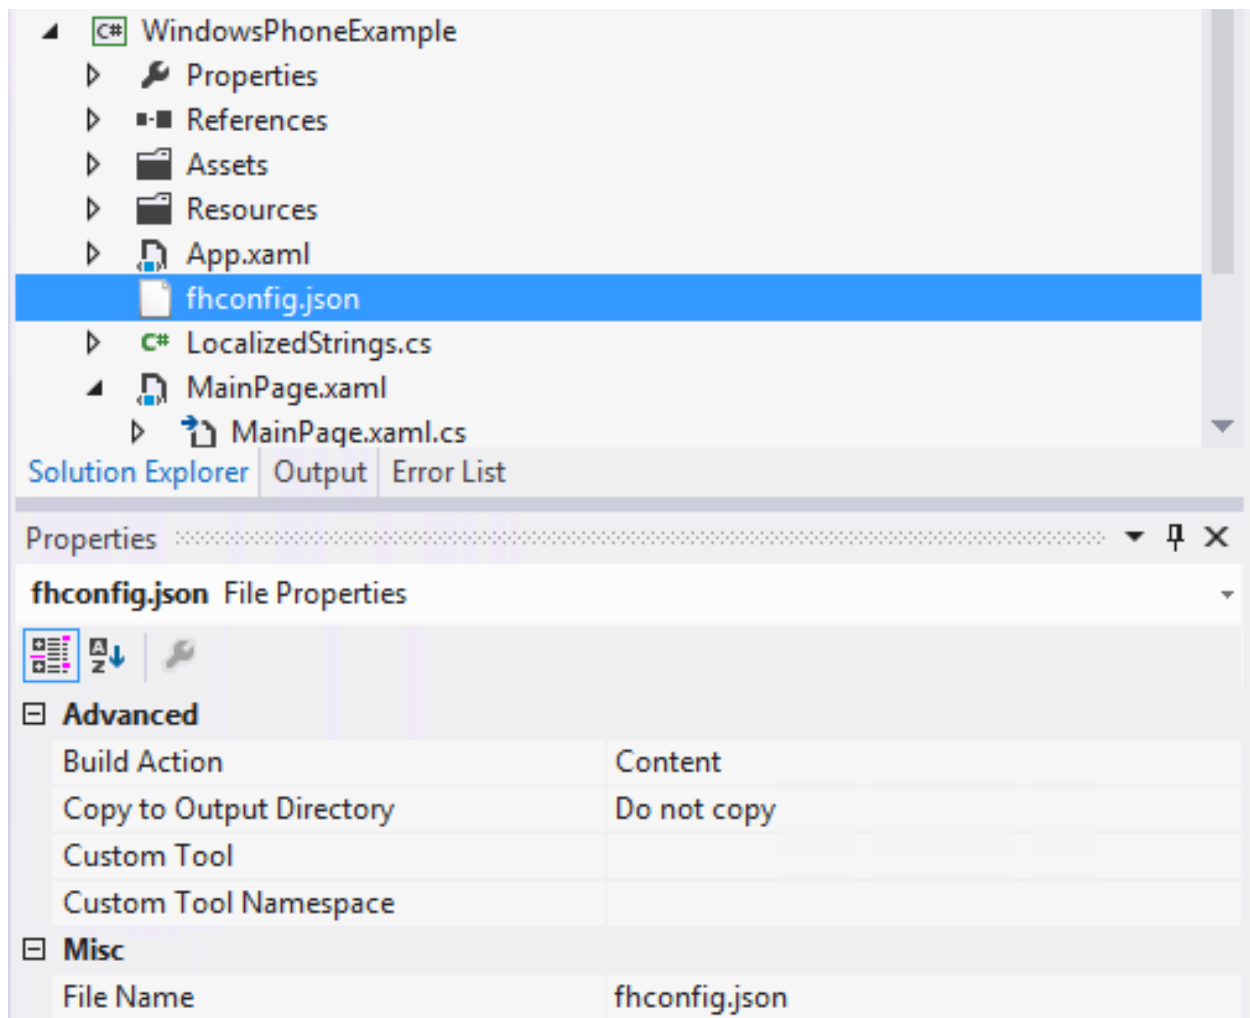 C# WindowsPhoneExample
Properties
References
Assets
Resources
App.xaml
fhconfig.json
C# LocalizedStrings.cs
MainPage.xaml
MainPage.xaml.cs
Solution Explorer Output Error List
Properties
fhconfig.json File Properties
AZ
Advanced
Build Action Content
Copy to Output Directory Do not copy
Custom Tool
Custom Tool Namespace
Misc
File Name fhconfig.json